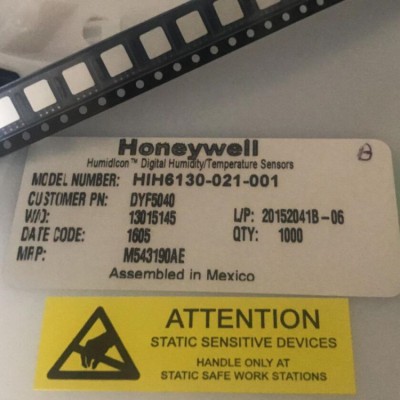 Honeywell
HumidIcon™ Digital Humidity/Temperature Sensors
MODEL NUMBER: HIH6130-021-001
CUSTOMER PN: DYF5040
W/O: 13015145 L/P: 20152041B-06
DATE CODE: 1605 QTY: 1000
MRP: M543190AE
Assembled in Mexico
ATTENTION
STATIC SENSITIVE DEVICES
HANDLE ONLY AT
STATIC SAFE WORK STATIONS